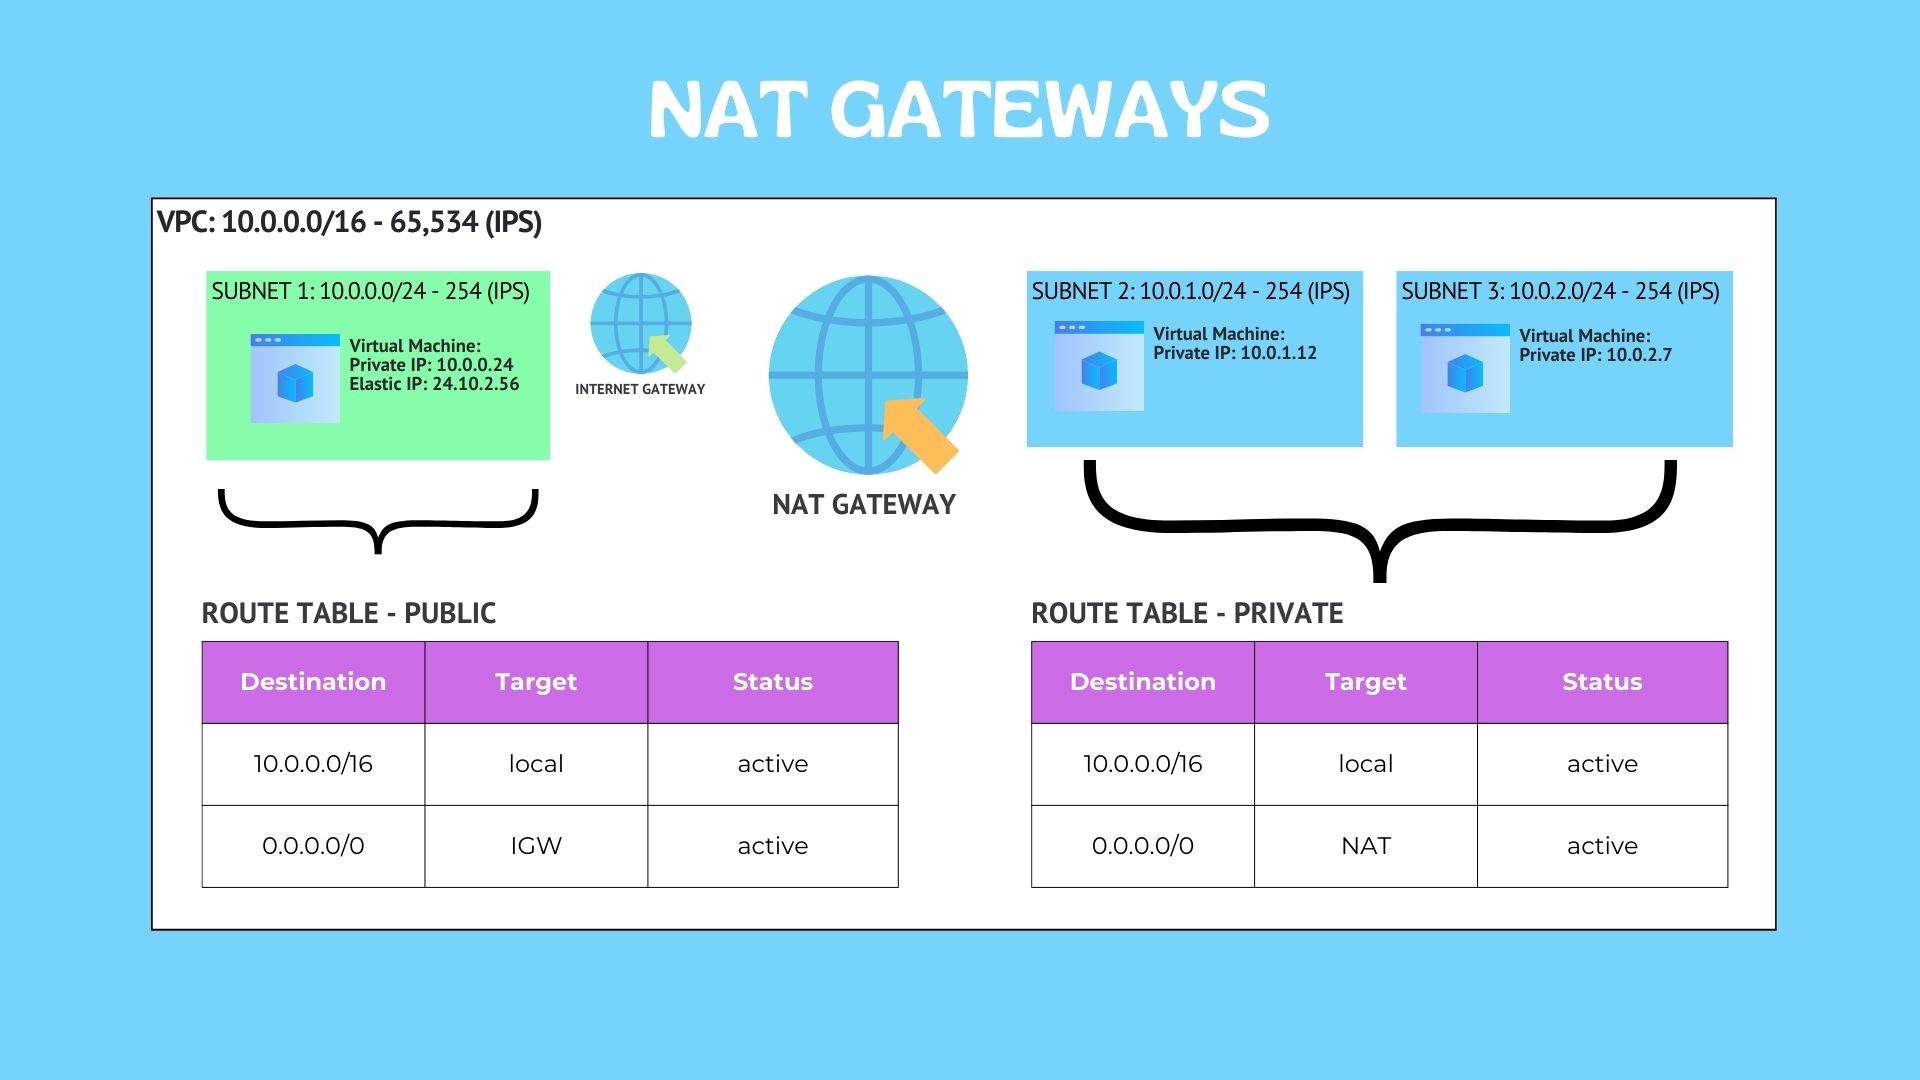 NAT GATEWAYS
VPC: 10.0.0.0/16 - 65,534 (IPS)
SUBNET 1: 10.0.0.0/24 - 254 (IPS)
Virtual Machine:
Private IP: 10.0.0.24
Elastic IP: 24.10.2.56
INTERNET GATEWAY
NAT GATEWAY
SUBNET 2: 10.0.1.0/24 - 254 (IPS)
Virtual Machine:
Private IP: 10.0.1.12
SUBNET 3: 10.0.2.0/24 - 254 (IPS)
Virtual Machine:
Private IP: 10.0.2.7
ROUTE TABLE - PUBLIC
Destination Target Status
10.0.0.0/16 local active
0.0.0.0/0 IGW active
ROUTE TABLE - PRIVATE
Destination Target Status
10.0.0.0/16 local active
0.0.0.0/0 NAT active